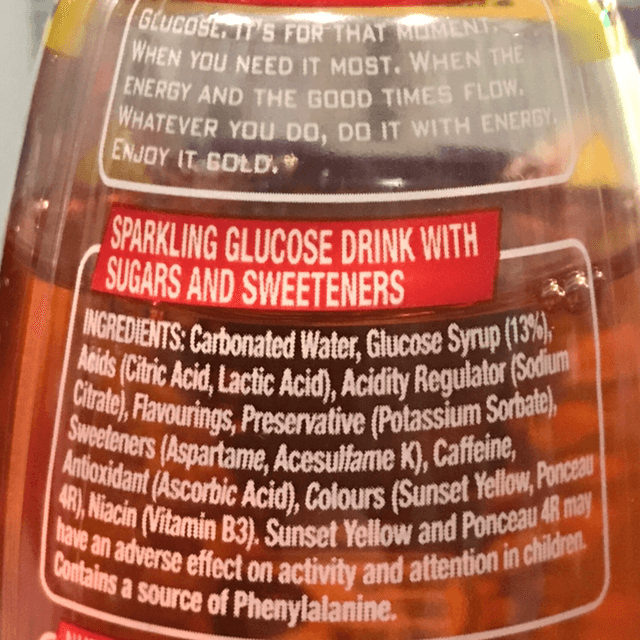 GLUCOSE. IT'S FOR THAT MOMENT,
WHEN YOU NEED IT MOST. WHEN THE
ENERGY AND THE GOOD TIMES FLOW.
WHATEVER YOU DO, DO IT WITH ENERGY.
ENJOY IT COLD.
SPARKLING GLUCOSE DRINK WITH
SUGARS AND SWEETENERS
INGREDIENTS: Carbonated Water, Glucose Syrup (13%),
Acids (Citric Acid, Lactic Acid), Acidity Regulator (Sodium
Citrate), Flavourings, Preservative (Potassium Sorbate),
Sweeteners (Aspartame, Acesulfame K), Caffeine,
Antioxidant (Ascorbic Acid), Colours (Sunset Yellow, Ponceau
4R), Niacin (Vitamin B3). Sunset Yellow and Ponceau 4R may
have an adverse effect on activity and attention in children.
Contains a source of Phenylalanine.